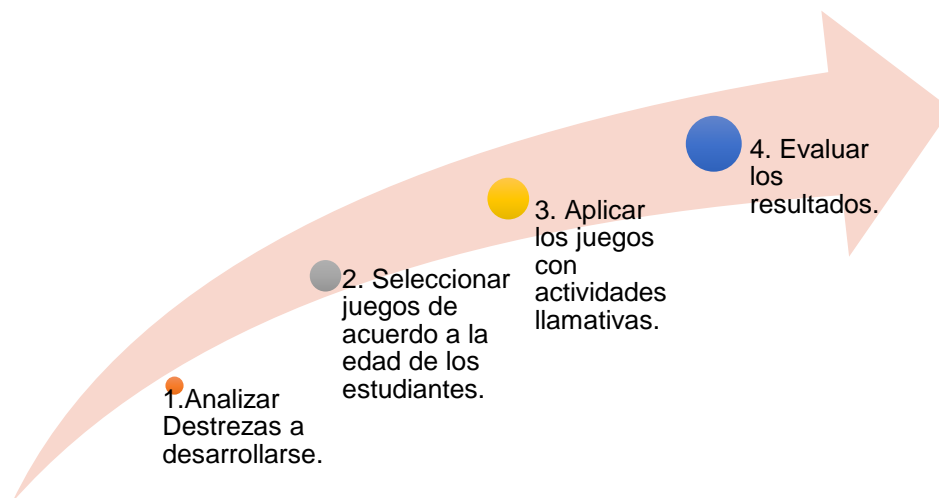 1.Analizar
Destrezas a
desarrollarse.
2. Seleccionar
juegos de
acuerdo a la
edad de los
estudiantes.
3. Aplicar
los juegos
con
actividades
llamativas.
4. Evaluar
los
resultados.